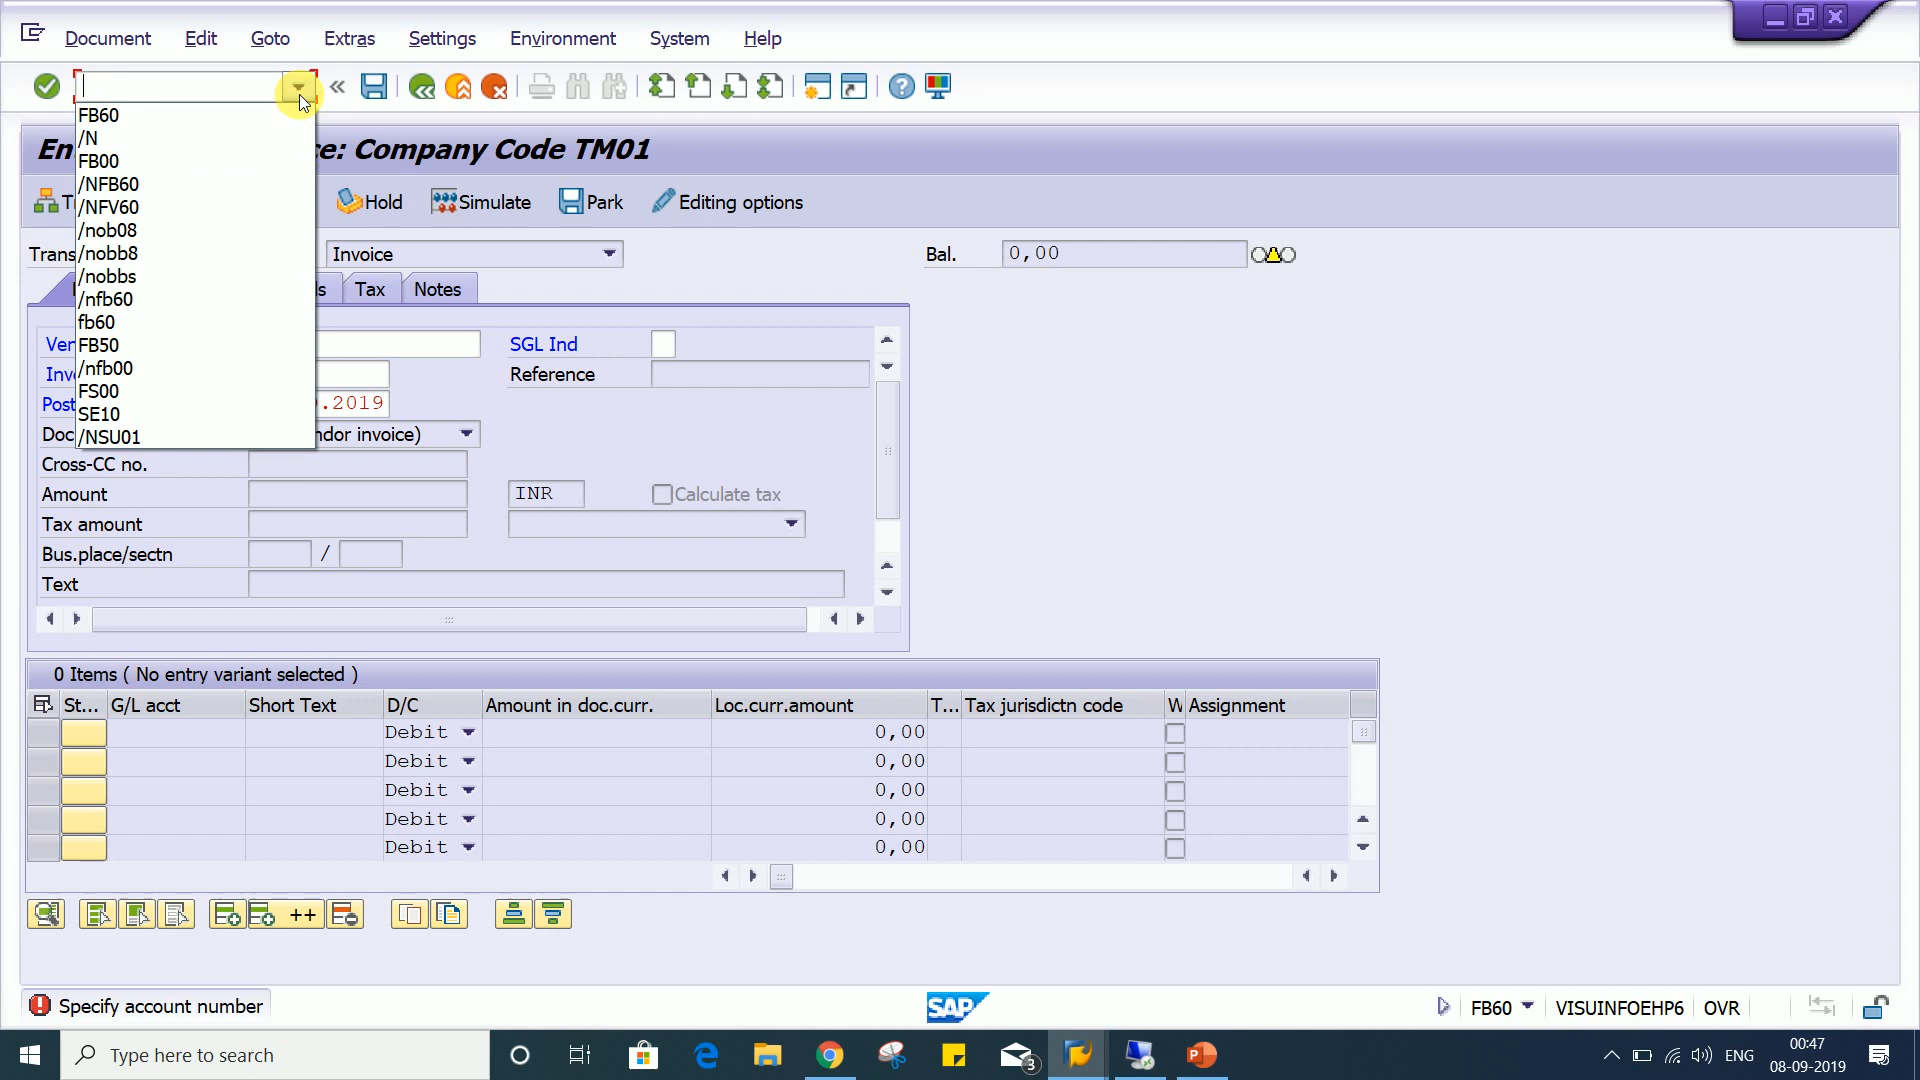 Document Edit Goto Extras Settings Environment System Help
FB60
/N
FB00
/NFB60
/NFV60
/nob08
/nobb8
/nobbs
/nfb60
fb60
FB50
/nfb00
FS00
SE10
/NSU01
Company Code TM01
Hold Simulate Park Editing options
Trans Invoice Bal. 0,00
Tax Notes
Ver SGL Ind
Inv Reference
Post .2019
Doc ndor invoice)
Cross-CC no.
Amount INR Calculate tax
Tax amount
Bus.place/sectn /
Text
0 Items ( No entry variant selected )
St... G/L acct Short Text D/C Amount in doc.curr. Loc.curr.amount T... Tax jurisdictn code W Assignment
Debit 0,00
Debit 0,00
Debit 0,00
Debit 0,00
Debit 0,00
++
Specify account number SAP FB60 VISUINFOEHP6 OVR
Type here to search 3 ENG 00:47
08-09-2019